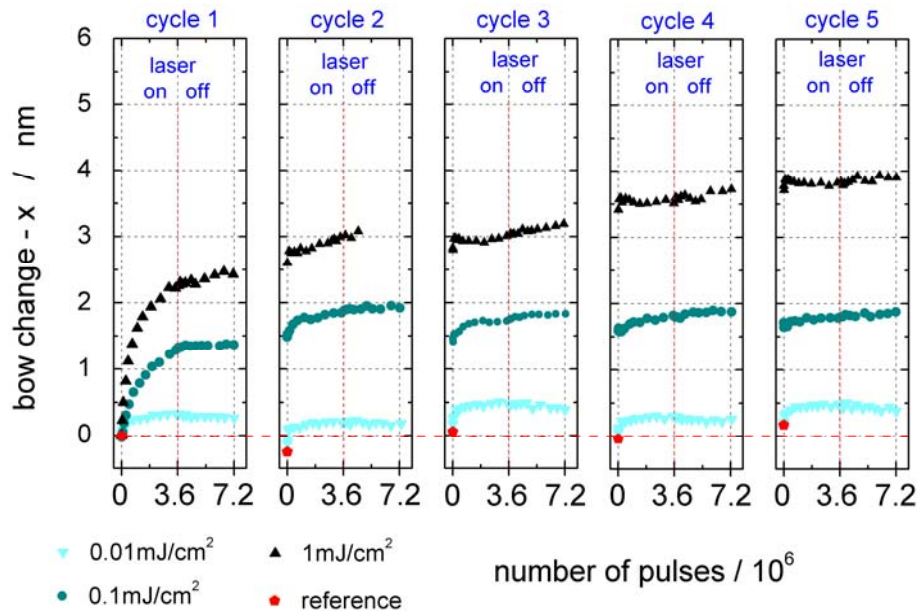 cycle 1 cycle 2 cycle 3 cycle 4 cycle 5
6
5
4
3
2
1
0
bow change - x / nm
laser laser laser laser laser
on off on off on off on off on off
0 3.6 7.2 0 3.6 7.2 0 3.6 7.2 0 3.6 7.2 0 3.6 7.2
0.01mJ/cm² 1mJ/cm²
0.1mJ/cm² reference
number of pulses / 10⁶